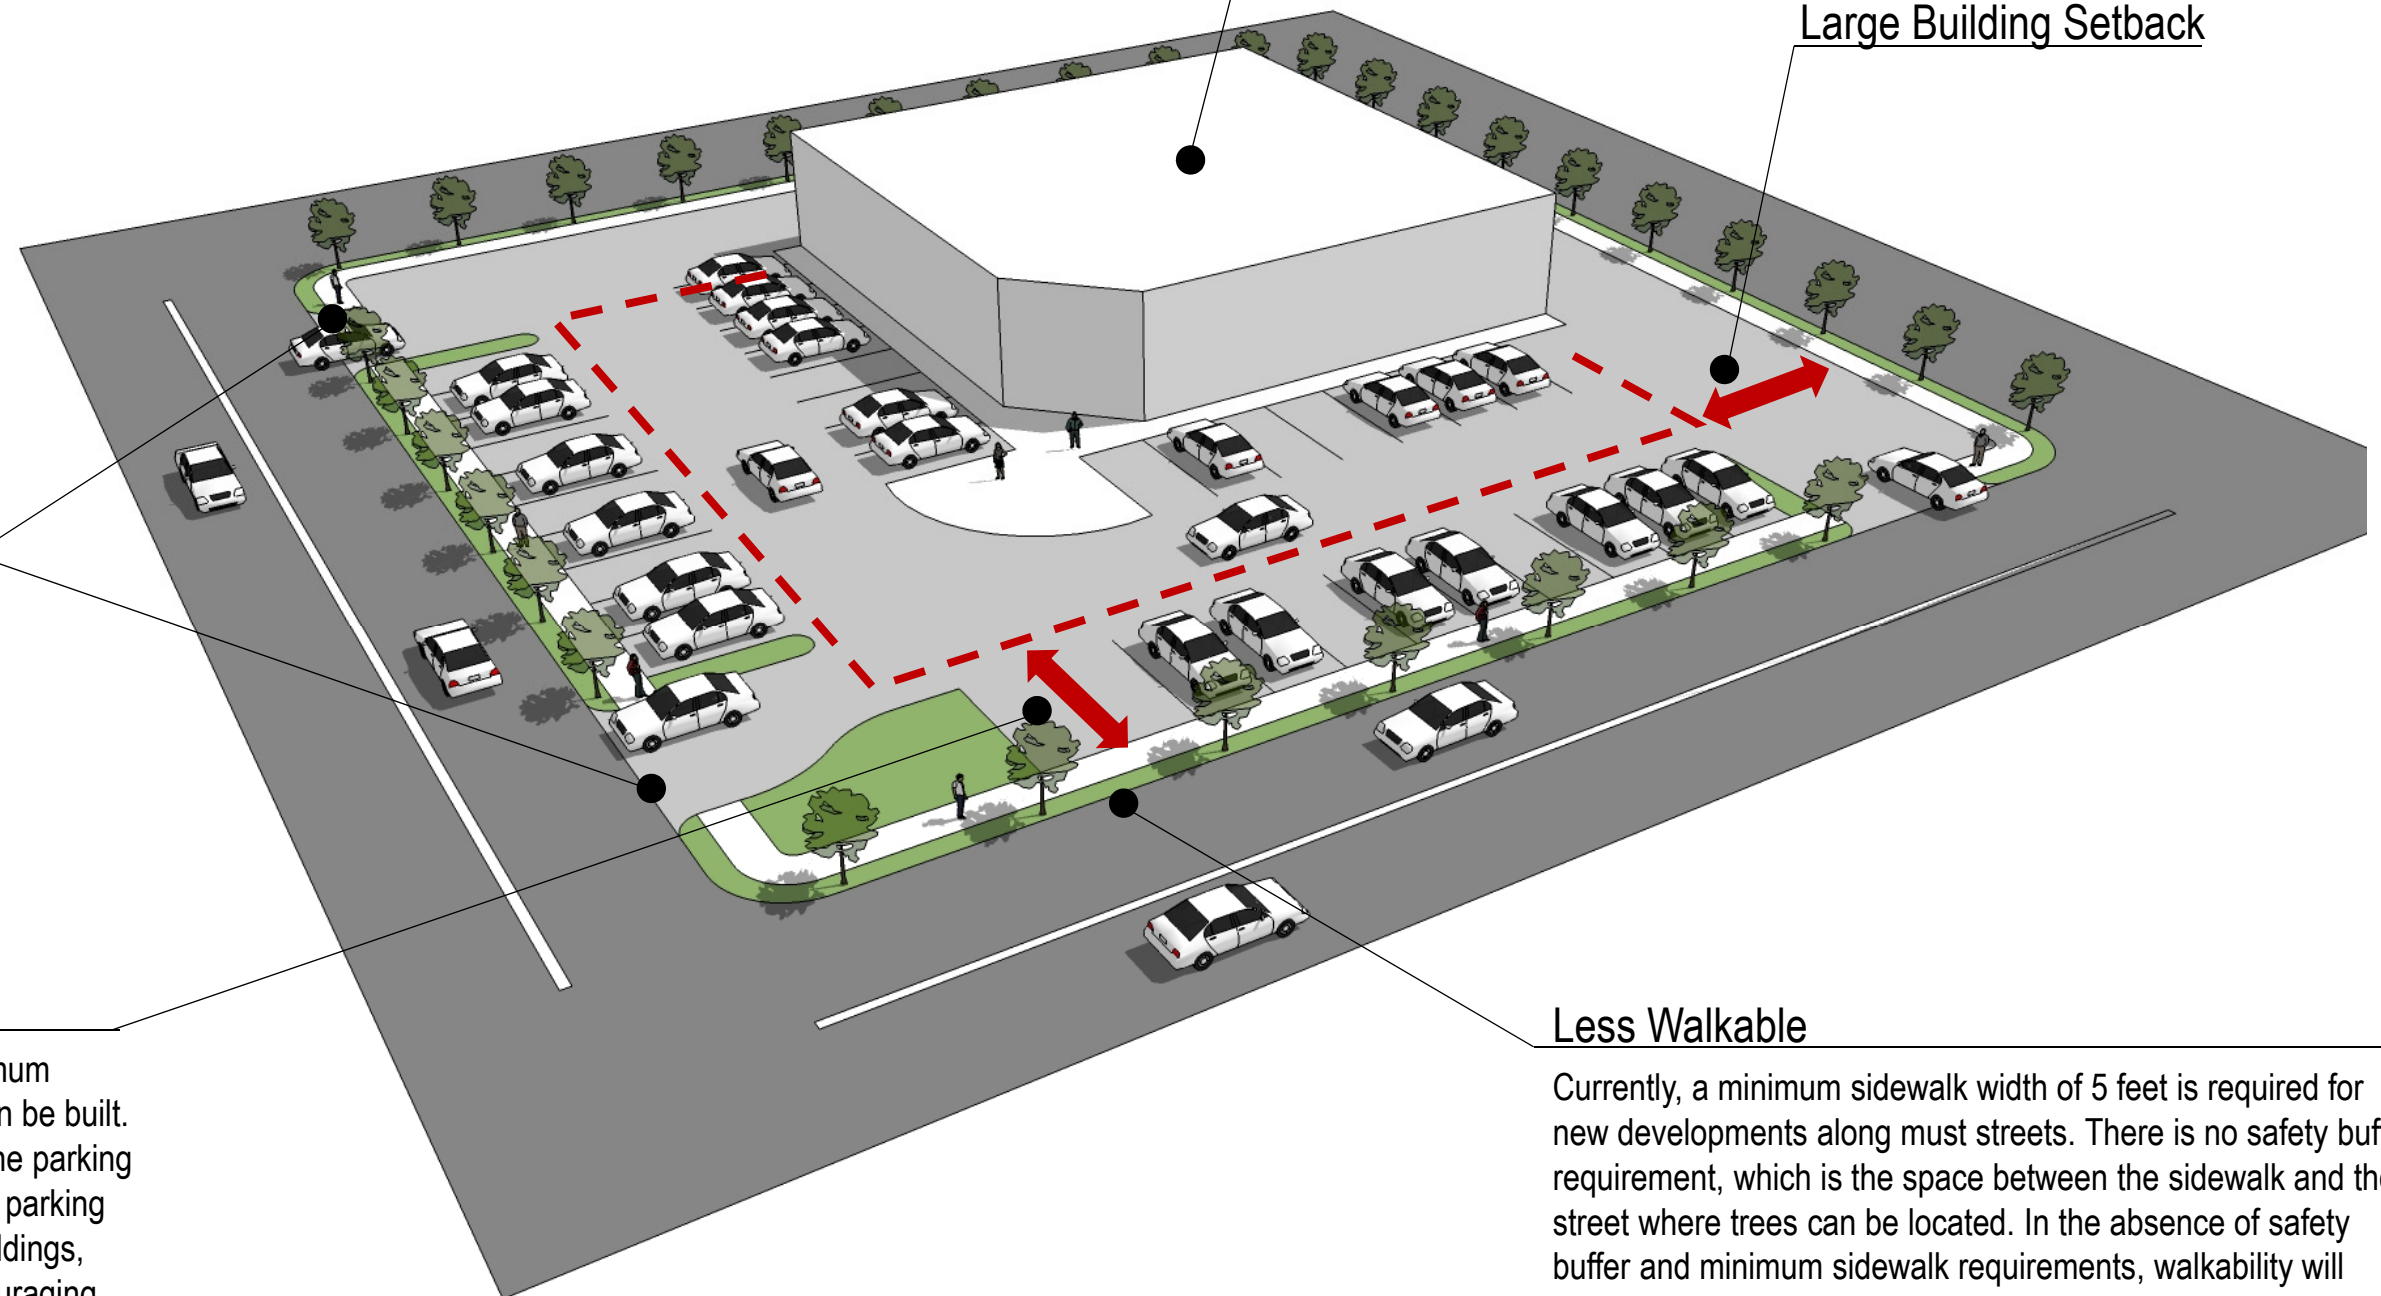 Large Building Setback
num
n be built.
he parking
parking
ldings,
uraging
Less Walkable
Currently, a minimum sidewalk width of 5 feet is required for
new developments along must streets. There is no safety buf
requirement, which is the space between the sidewalk and the
street where trees can be located. In the absence of safety
buffer and minimum sidewalk requirements, walkability will